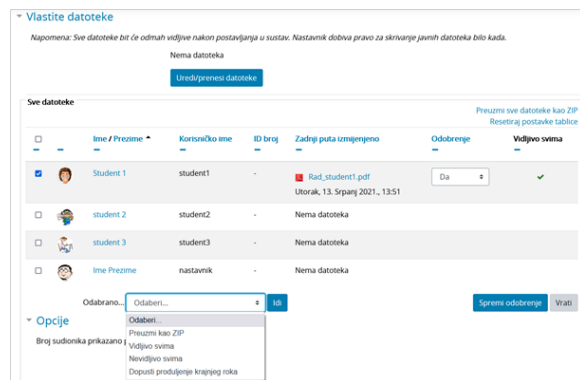 Vlastite datoteke
Napomena: Sve datoteke bit će odmah vidljive nakon postavljanja u sustav. Nastavnik dobiva pravo za skrivanje javnih datoteka bilo kada.
Nema datoteka
Uredi/prenesi datoteke
Sve datoteke
Preuzmi sve datoteke kao ZIP
Resetiraj postavke tablice
Ime / Prezime Korisničko ime ID broj Zadnji puta izmijenjeno Odobrenje Vidljivo svima
Student 1 student1 - Rad_student1.pdf Da
Utorak, 13. Srpanj 2021., 13:51
student 2 student2 - Nema datoteka
student 3 student3 - Nema datoteka
Ime Prezime nastavnik - Nema datoteka
Odabrano... Odaberi... Idi Spremi odobrenje Vrati
Odaberi...
Opcije
Preuzmi kao ZIP
Broj sudionika prikazano
Vidljivo svima
Nevidljivo svima
Dopusti produljenje krajnjeg roka